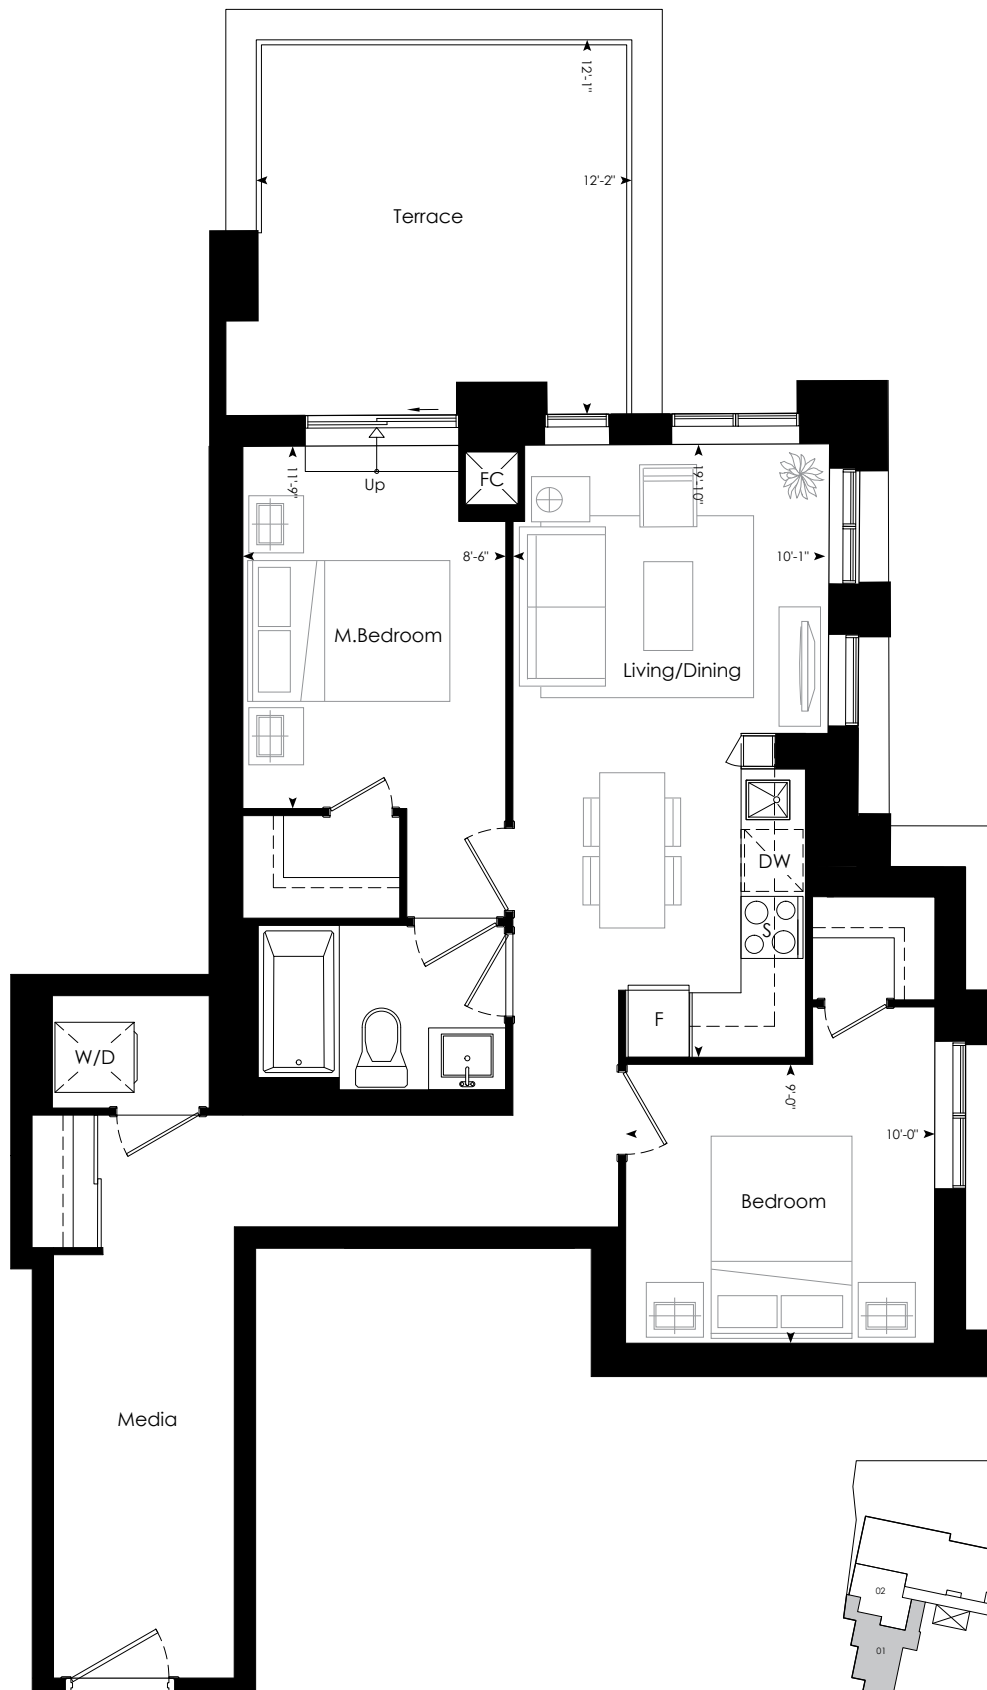 12'-1"
12'-2"
Terrace
Up
FC
11'-9"
19'-10"
8'-6"
10'-1"
M.Bedroom
Living/Dining
DW
S
F
W/D
9'-0"
10'-0"
Bedroom
Media
02
01